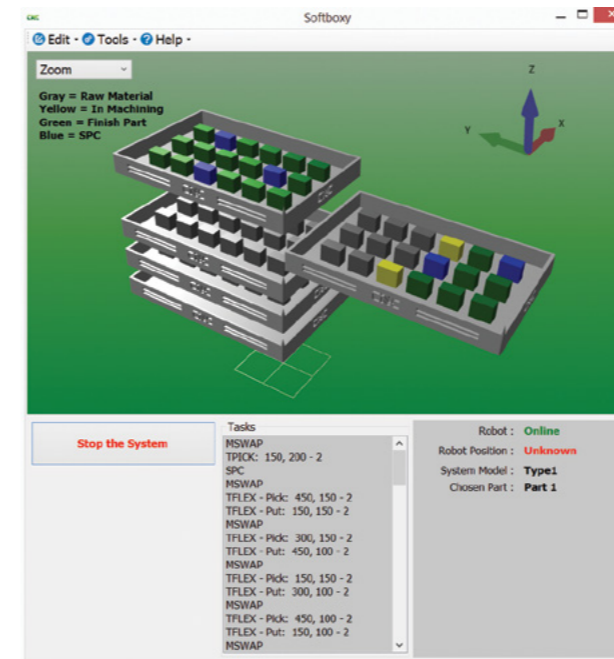 CMC
Softboxy
Edit - Tools - Help -
Zoom
Gray = Raw Material
Yellow = In Machining
Green = Finish Part
Blue = SPC
Z
Y
X
Stop the System
Tasks
MSWAP
TPICK: 150, 200 - 2
SPC
MSWAP
TFLEX - Pick: 450, 150 - 2
TFLEX - Put: 150, 150 - 2
MSWAP
TFLEX - Pick: 300, 150 - 2
TFLEX - Put: 450, 100 - 2
MSWAP
TFLEX - Pick: 150, 150 - 2
TFLEX - Put: 300, 100 - 2
MSWAP
TFLEX - Pick: 450, 100 - 2
TFLEX - Put: 150, 100 - 2
MSWAP
Robot : Online
Robot Position : Unknown
System Model : Type1
Chosen Part : Part 1